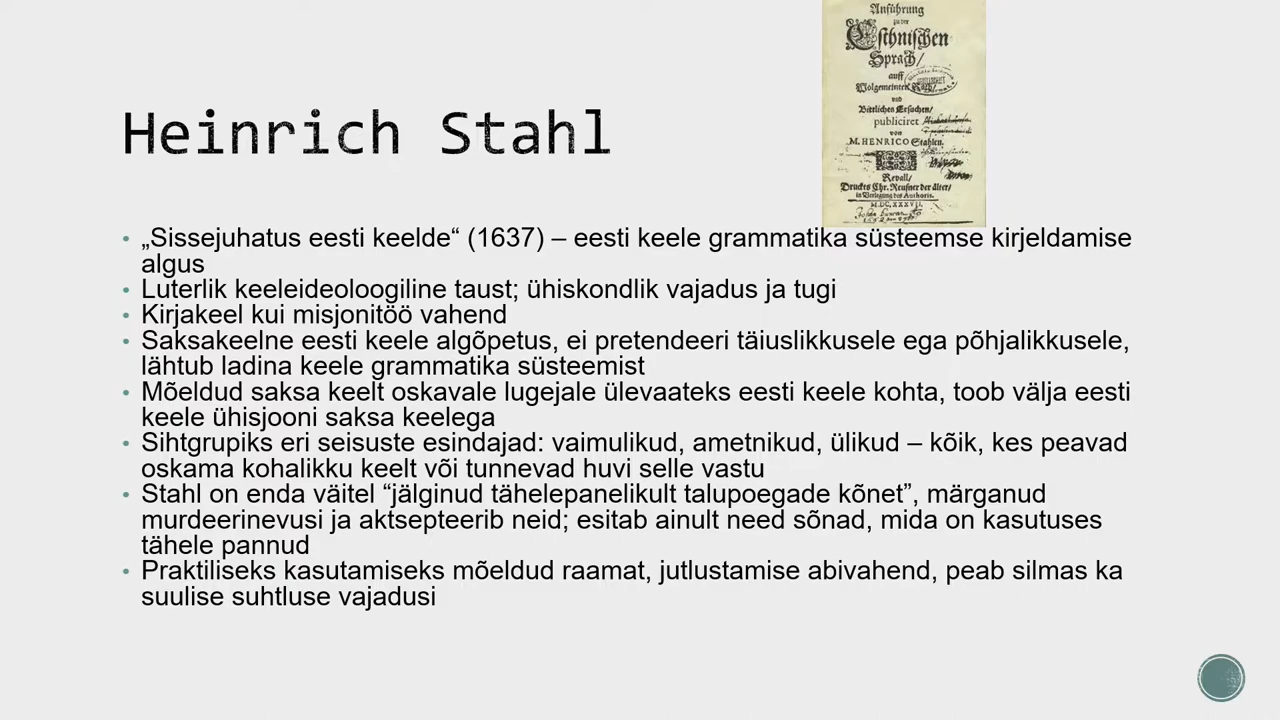 Anführung
zu der
Esthnischen
Sprach/
auff
Wolgemeinten Raht/
vnd
Bittliches Ersuchen/
publiciret
von
M. HENRICO Stahlen.
Revall/
Druckts Chr. Reusner der älter/
in Verlegung des Authoris.
M.DC.XXXVII.
Heinrich Stahl
• „Sissejuhatus eesti keelde“ (1637) – eesti keele grammatika süsteemse kirjeldamise
algus
• Luterlik keeleideoloogiline taust; ühiskondlik vajadus ja tugi
• Kirjakeel kui misjonitöö vahend
• Saksakeelne eesti keele algõpetus, ei pretendeeri täiuslikkusele ega põhjalikkusele,
lähtub ladina keele grammatika süsteemist
• Mõeldud saksa keelt oskavale lugejale ülevaateks eesti keele kohta, toob välja eesti
keele ühisjooni saksa keelega
• Sihtgrupiks eri seisuste esindajad: vaimulikud, ametnikud, ülikud – kõik, kes peavad
oskama kohalikku keelt või tunnevad huvi selle vastu
• Stahl on enda väitel “jälginud tähelepanelikult talupoegade kõnet”, märganud
murdeerinevusi ja aktsepteerib neid; esitab ainult need sõnad, mida on kasutuses
tähele pannud
• Praktiliseks kasutamiseks mõeldud raamat, jutlustamise abivahend, peab silmas ka
suulise suhtluse vajadusi